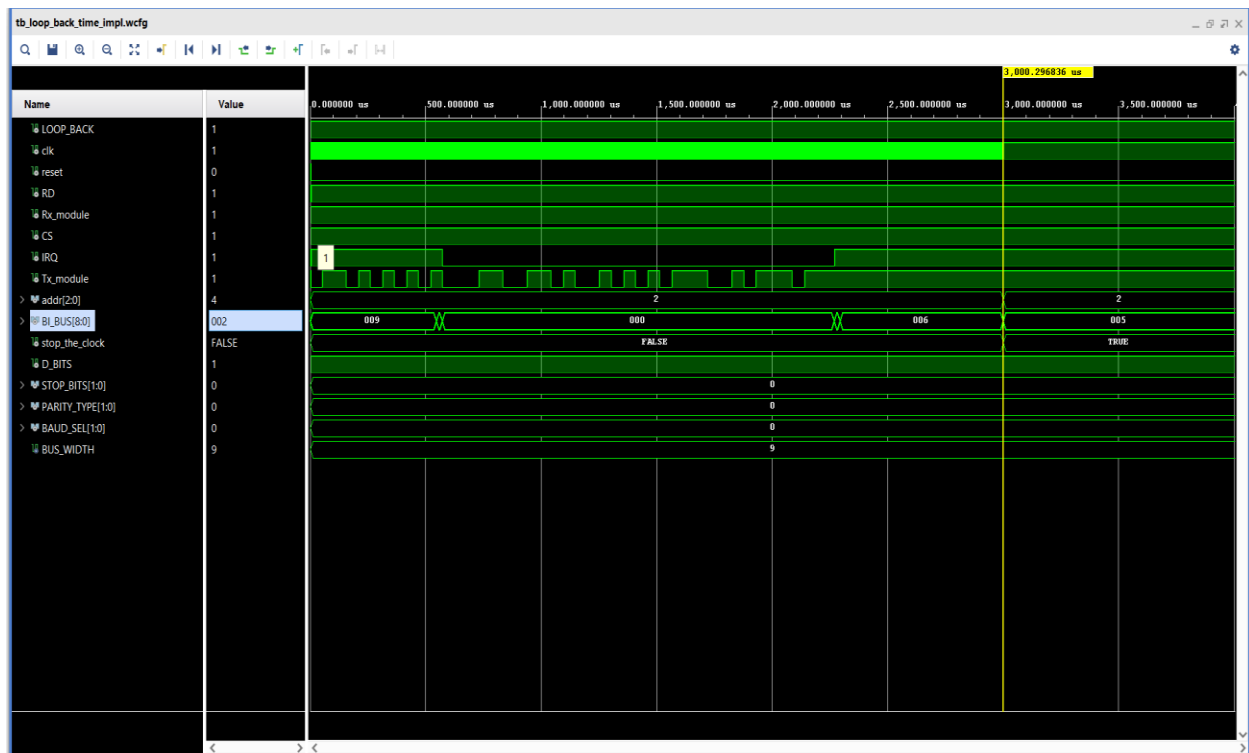 tb_loop_back_time_impl.wcfg
3,000.296836 us
Name Value 0.000000 us 500.000000 us 1,000.000000 us 1,500.000000 us 2,000.000000 us 2,500.000000 us 3,000.000000 us 3,500.000000 us
LOOP_BACK 1
clk 1
reset 0
RD 1
Rx_module 1
CS 1
IRQ 1 1
Tx_module 1
addr[2:0] 4 2 2
BI_BUS[8:0] 002 009 000 006 005
stop_the_clock FALSE FALSE TRUE
D_BITS 1
STOP_BITS[1:0] 0 0
PARITY_TYPE[1:0] 0 0
BAUD_SEL[1:0] 0 0
BUS_WIDTH 9 9